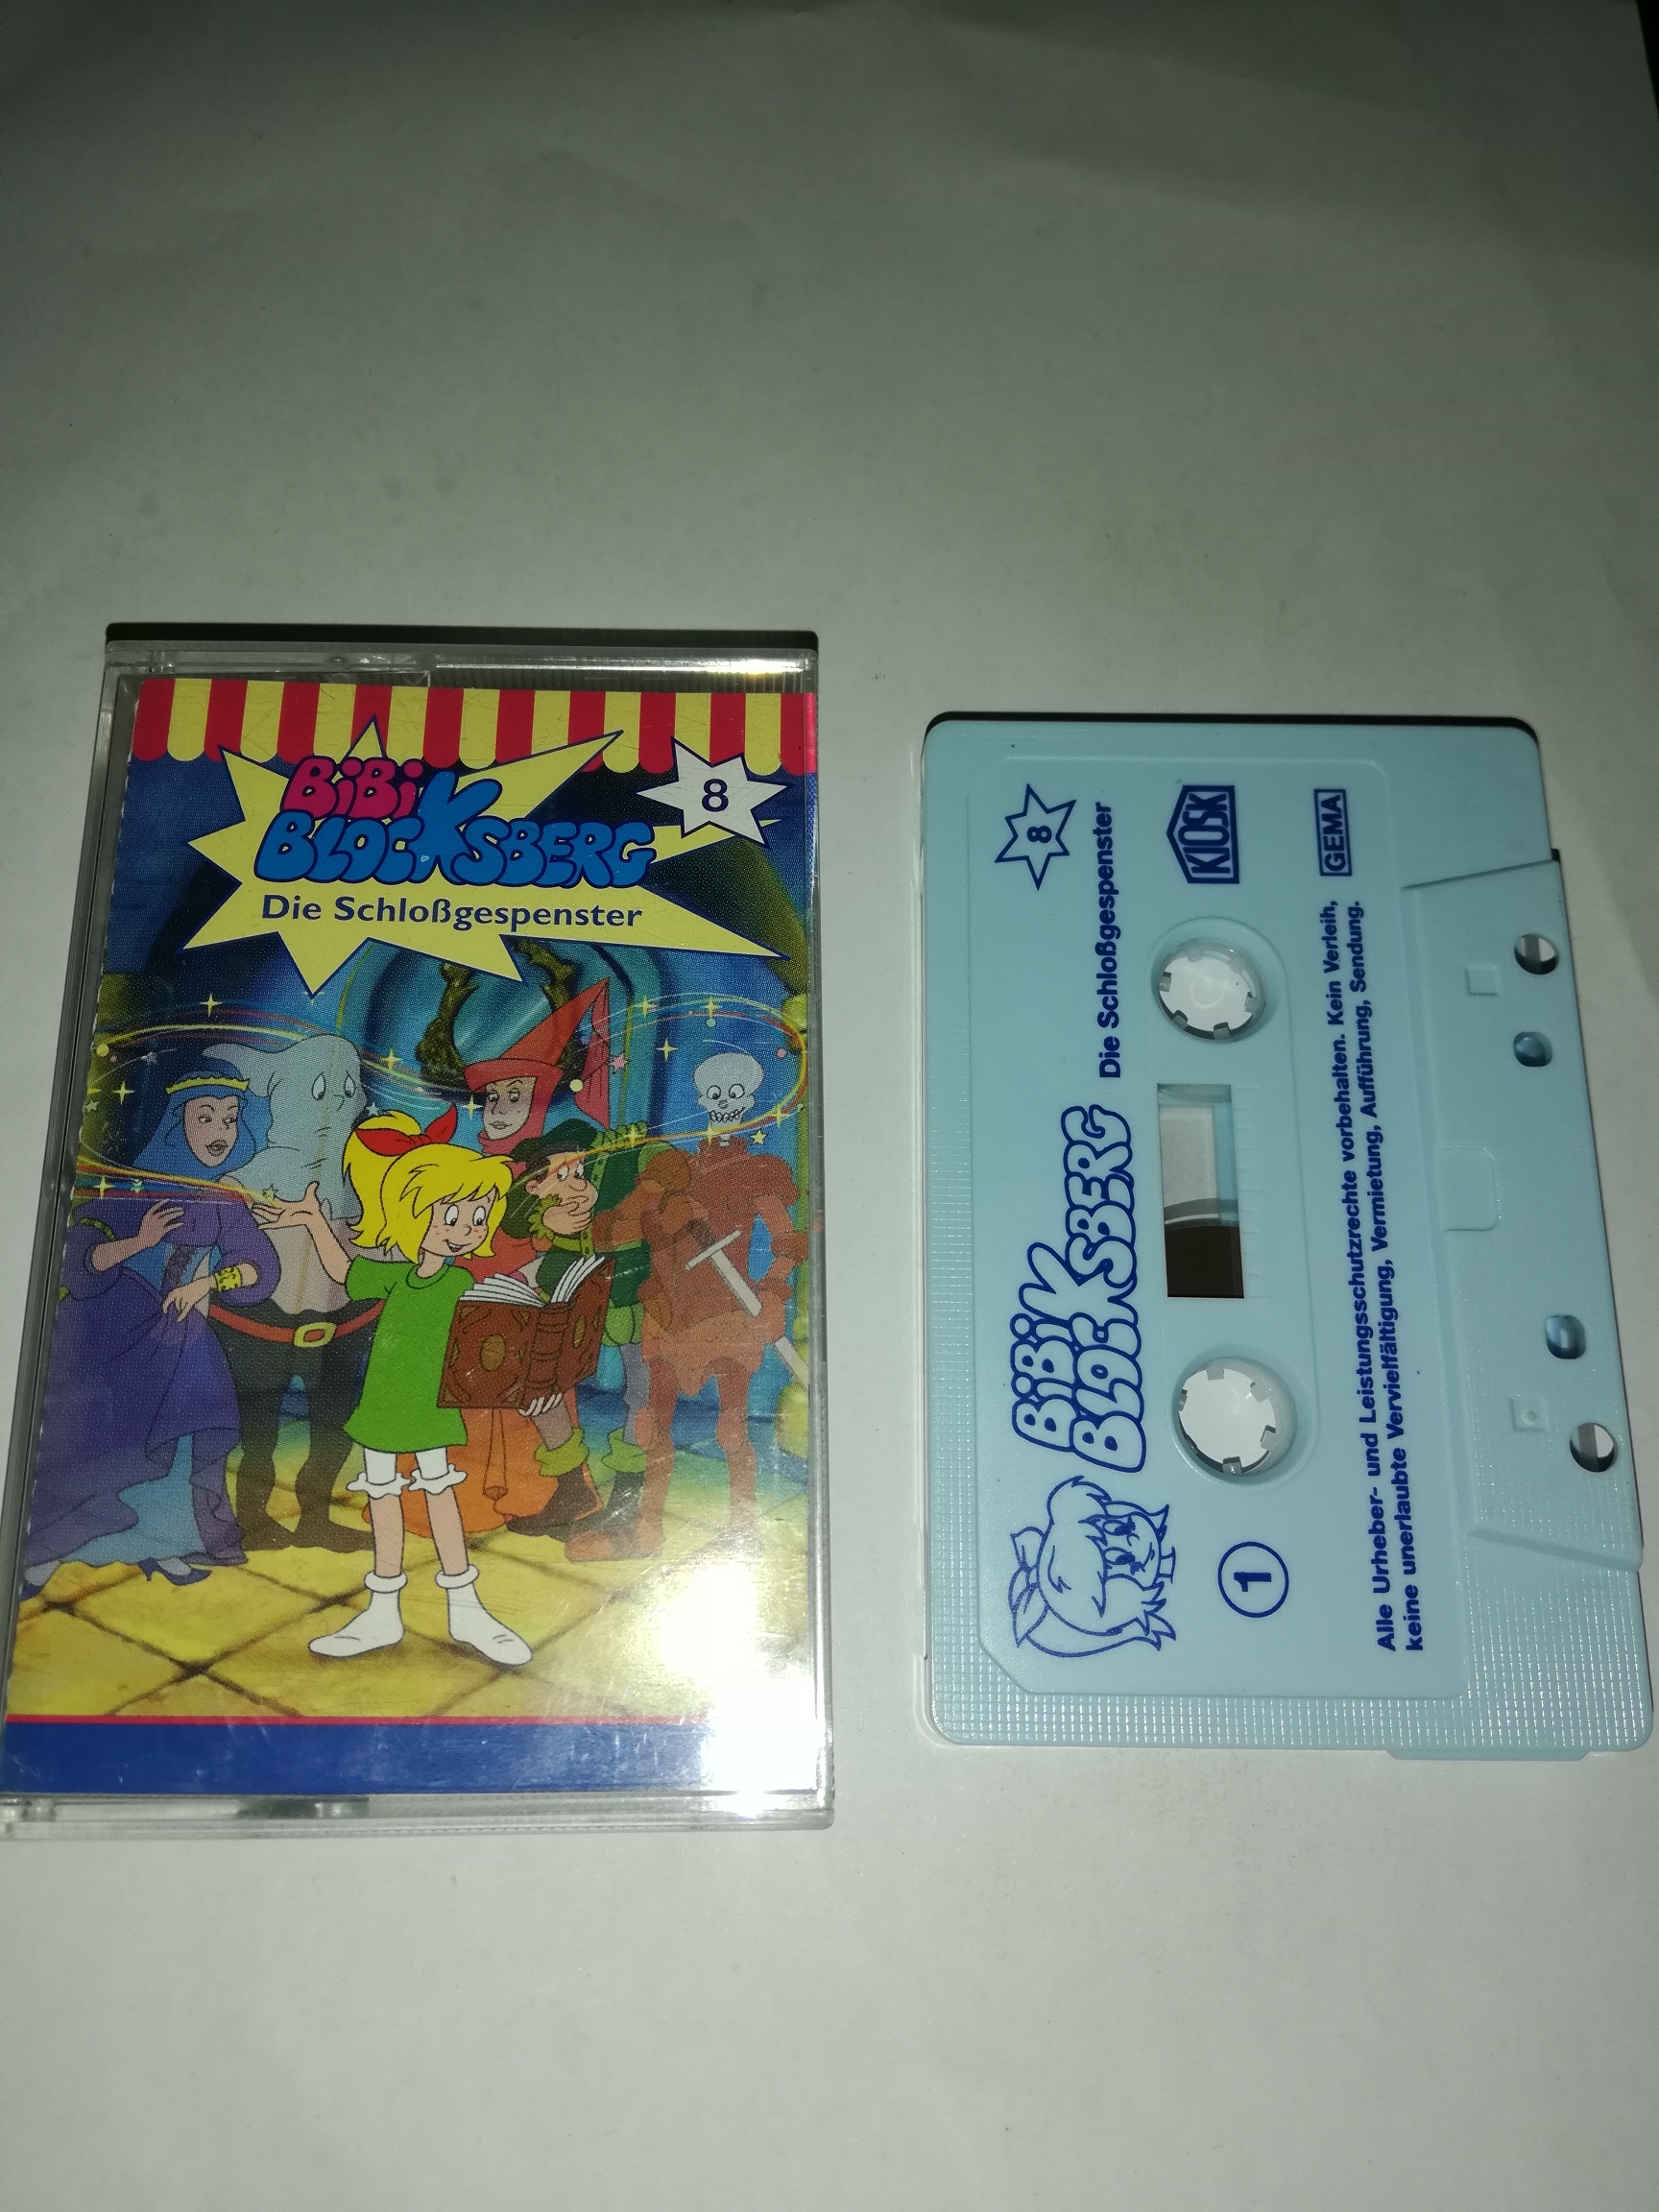 BiBi
BLOCKSBERG
8
Die Schloßgespenster
8
Die Schloßgespenster
BiBi
BLOCKSBERG
KIOSK
GEMA
1
Alle Urheber- und Leistungsschutzrechte vorbehalten. Kein Verleih,
keine unerlaubte Vervielfältigung, Vermietung, Aufführung, Sendung.